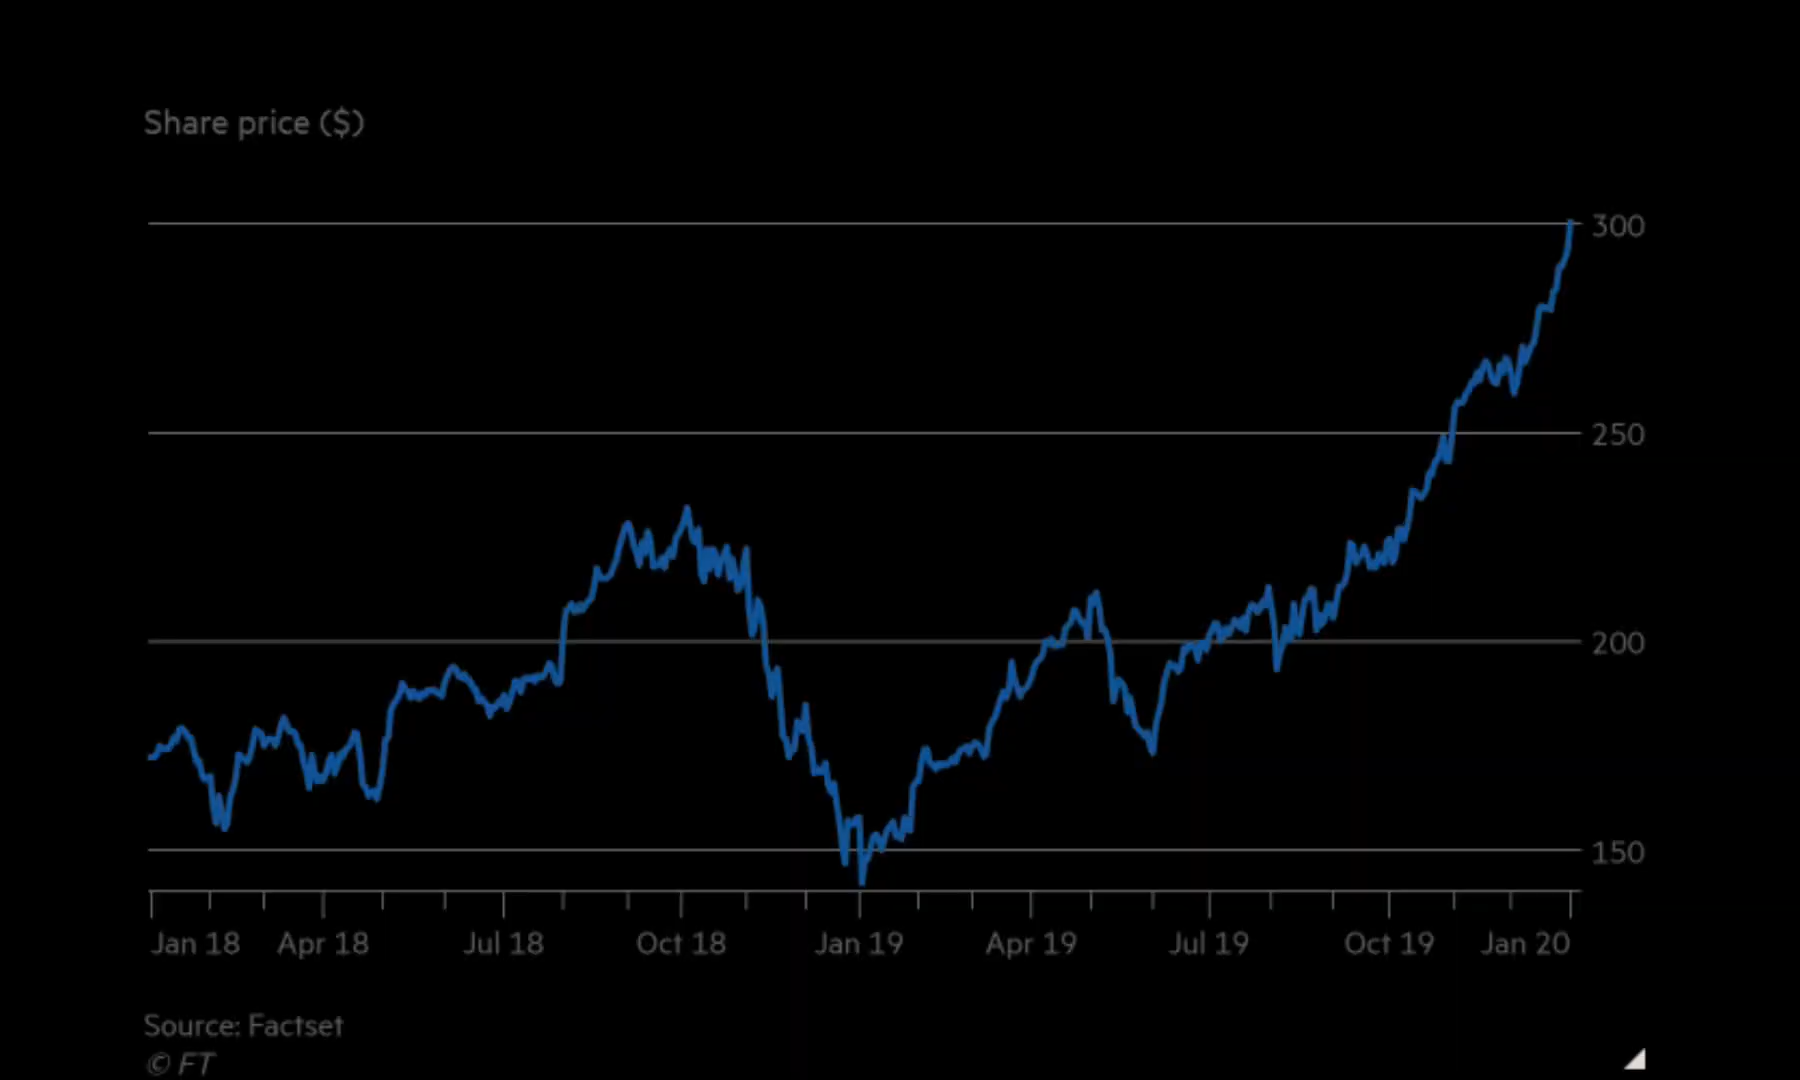 Share price ($)
300
250
200
150
Jan 18 Apr 18 Jul 18 Oct 18 Jan 19 Apr 19 Jul 19 Oct 19 Jan 20
Source: Factset
© FT